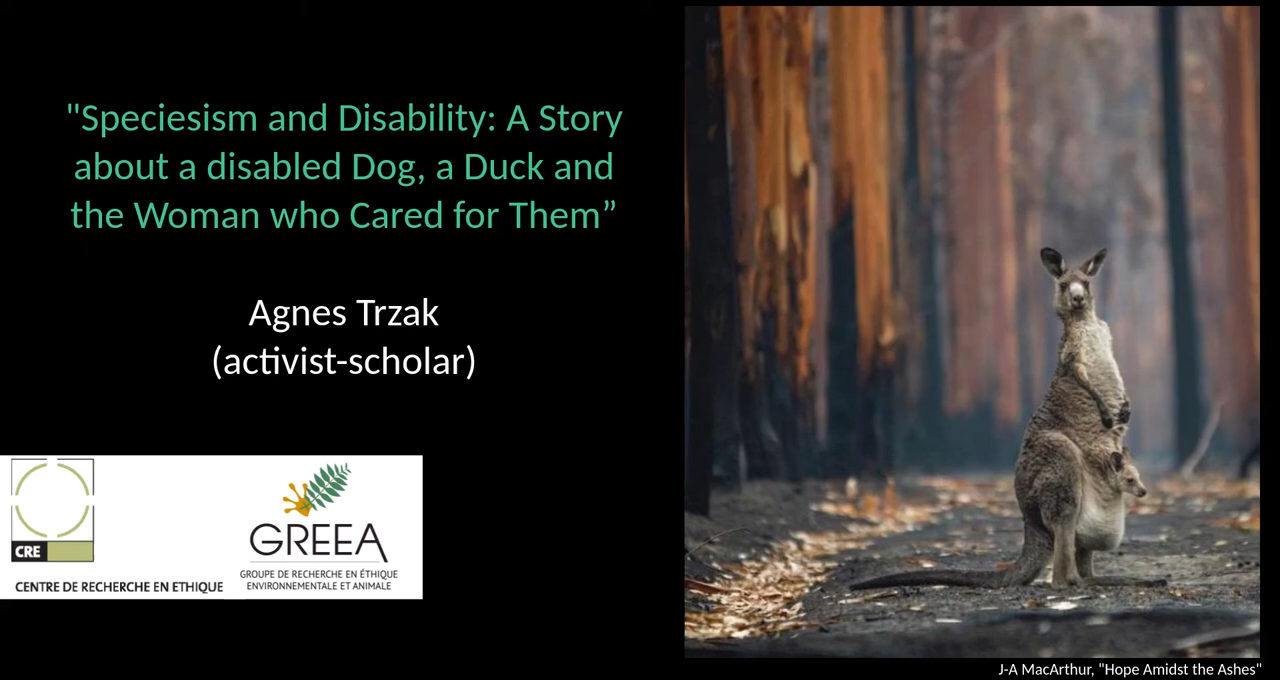 "Speciesism and Disability: A Story
about a disabled Dog, a Duck and
the Woman who Cared for Them”
Agnes Trzak
(activist-scholar)
CRE
CENTRE DE RECHERCHE EN ETHIQUE
GREEA
GROUPE DE RECHERCHE EN ÉTHIQUE
ENVIRONNEMENTALE ET ANIMALE
J-A MacArthur, "Hope Amidst the Ashes"